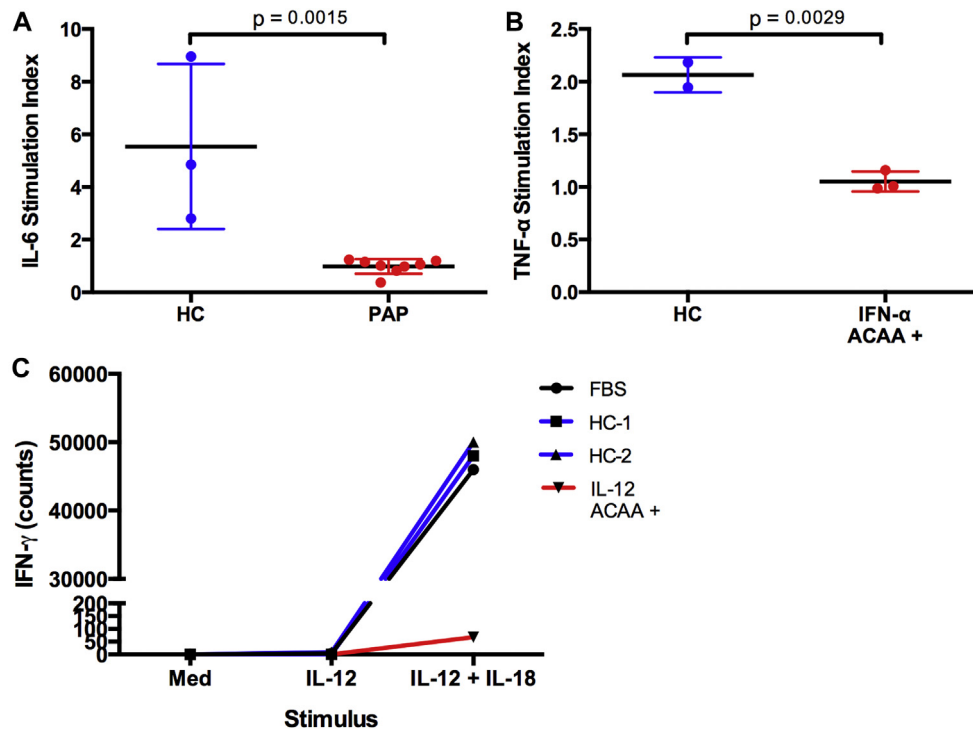 A
p = 0.0015
IL-6 Stimulation Index
10
8
6
4
2
0
HC
PAP
B
p = 0.0029
TNF-α Stimulation Index
2.5
2.0
1.5
1.0
0.5
0.0
HC
IFN-α
ACAA +
C
IFN-γ (counts)
60000
50000
40000
30000
200
150
100
50
0
Med
IL-12
IL-12 + IL-18
Stimulus
FBS
HC-1
HC-2
IL-12
ACAA +